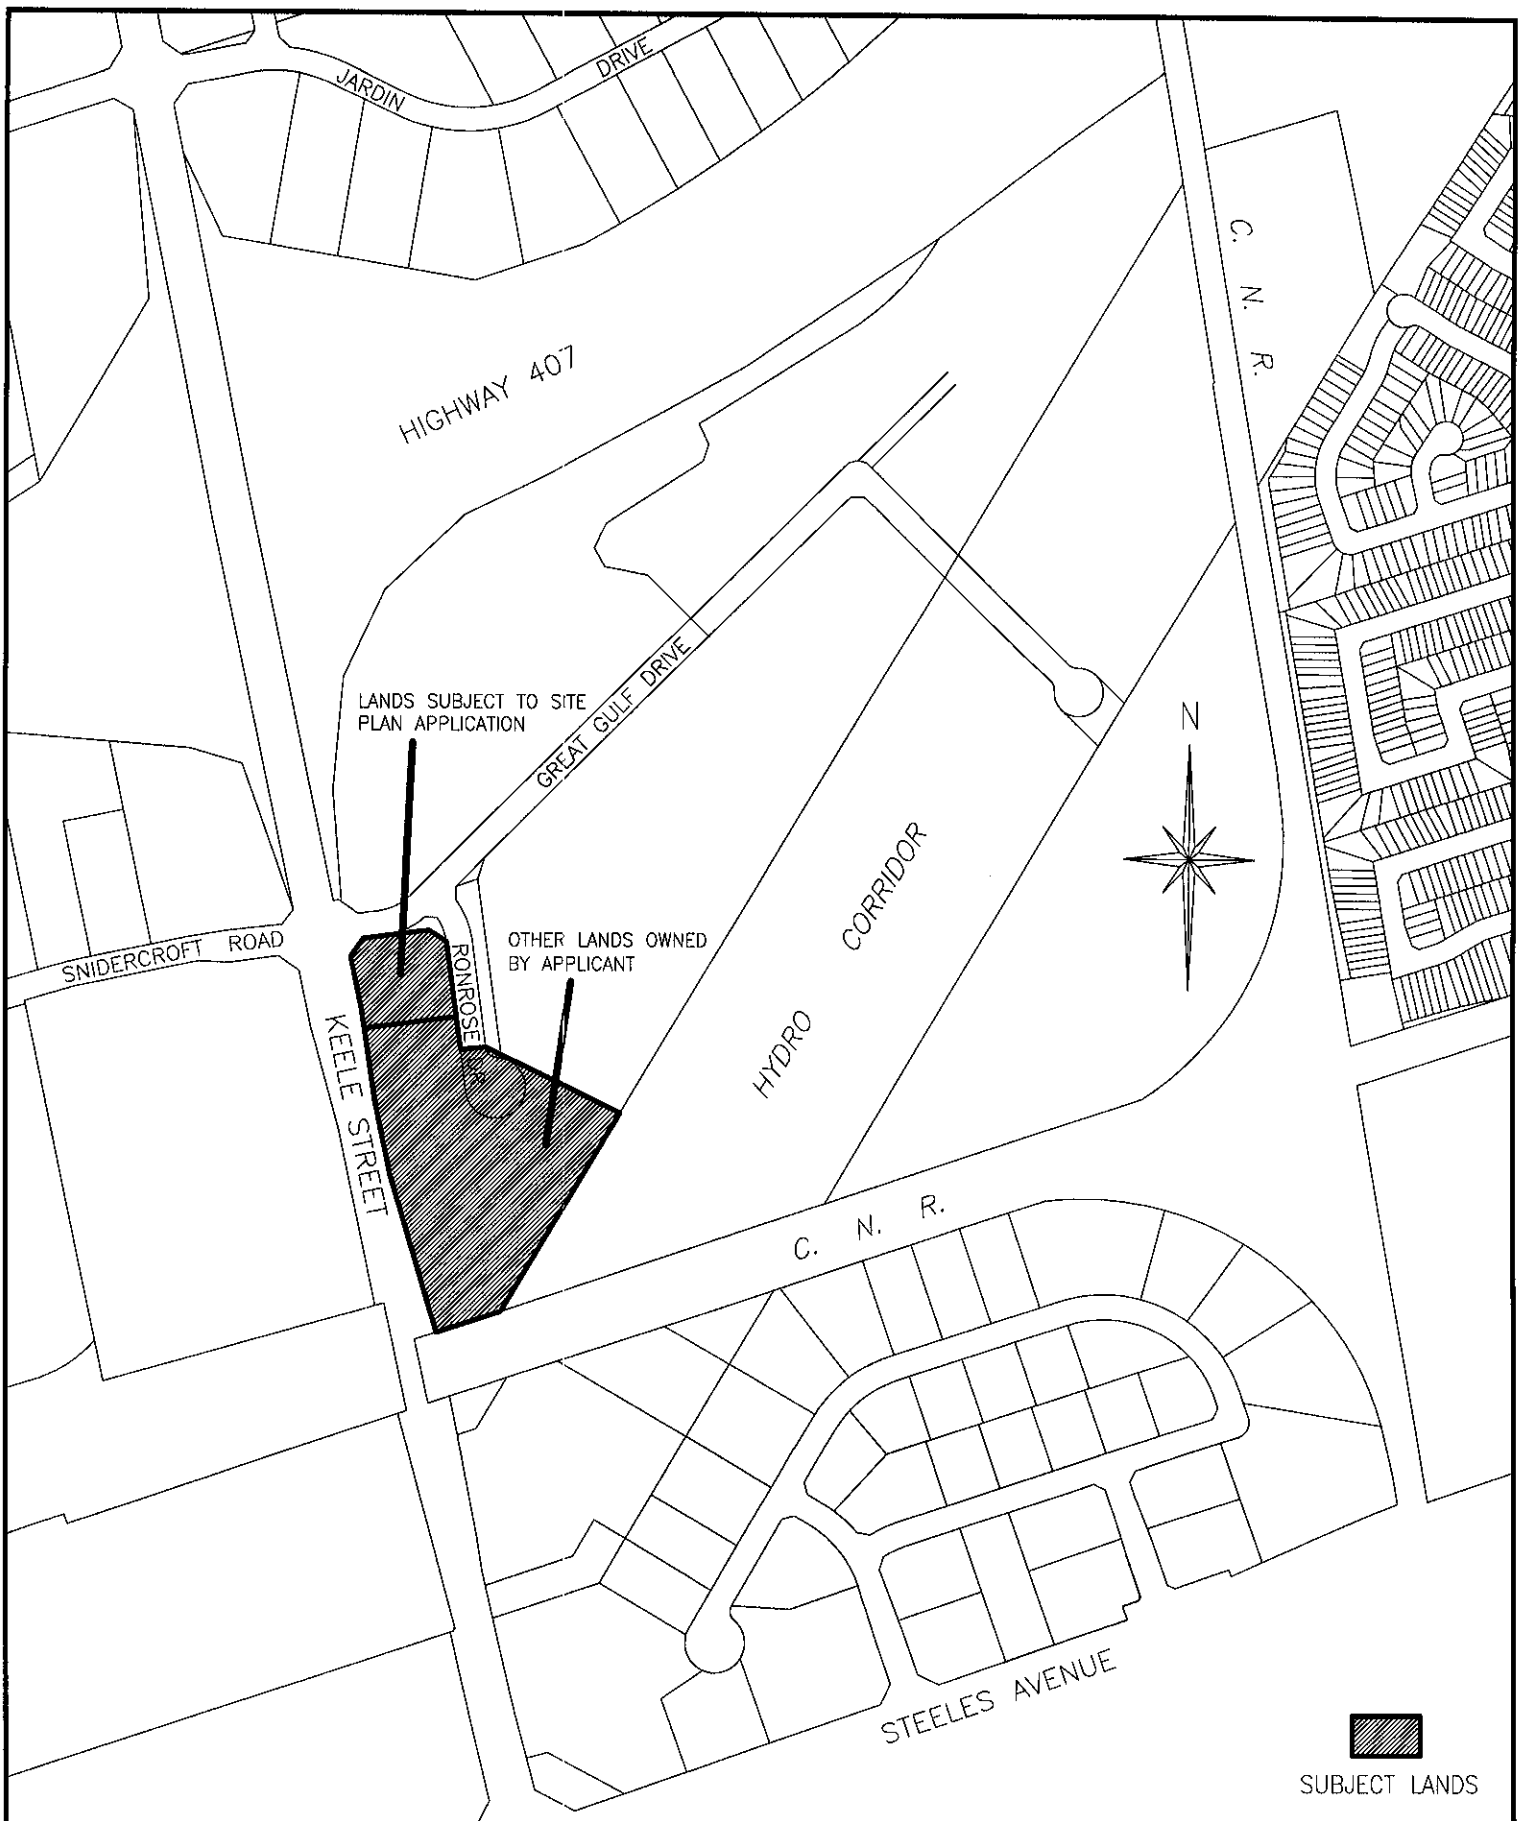 JARDIN DRIVE
C. N. R.
HIGHWAY 407
GREAT GULF DRIVE
LANDS SUBJECT TO SITE
PLAN APPLICATION
N
HYDRO CORRIDOR
SNIDERCROFT ROAD
RONROSE DR.
OTHER LANDS OWNED
BY APPLICANT
KEELE STREET
C. N. R.
STEELES AVENUE
SUBJECT LANDS